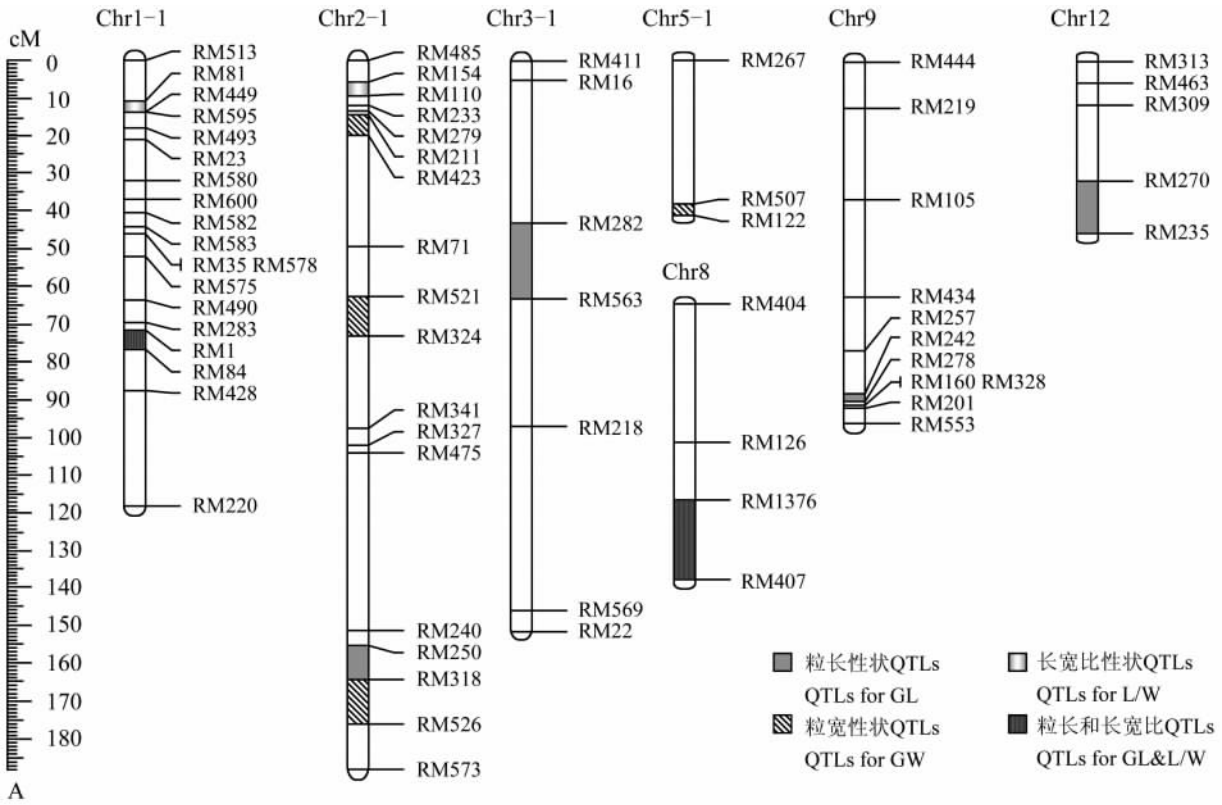 Chr1-1
Chr2-1
Chr3-1
Chr5-1
Chr9
Chr12
cM
0
10
20
30
40
50
60
70
80
90
100
110
120
130
140
150
160
170
180
A
RM513
RM81
RM449
RM595
RM493
RM23
RM580
RM600
RM582
RM583
RM35 RM578
RM575
RM490
RM283
RM1
RM84
RM428
RM220
RM485
RM154
RM110
RM233
RM279
RM211
RM423
RM71
RM521
RM324
RM341
RM327
RM475
RM240
RM250
RM318
RM526
RM573
RM411
RM16
RM282
RM563
RM218
RM569
RM22
RM267
RM507
RM122
Chr8
RM404
RM126
RM1376
RM407
RM444
RM219
RM105
RM434
RM257
RM242
RM278
RM160 RM328
RM201
RM553
RM313
RM463
RM309
RM270
RM235
粒长性状QTLs
QTLs for GL
粒宽性状QTLs
QTLs for GW
长宽比性状QTLs
QTLs for L/W
粒长和长宽比QTLs
QTLs for GL&L/W